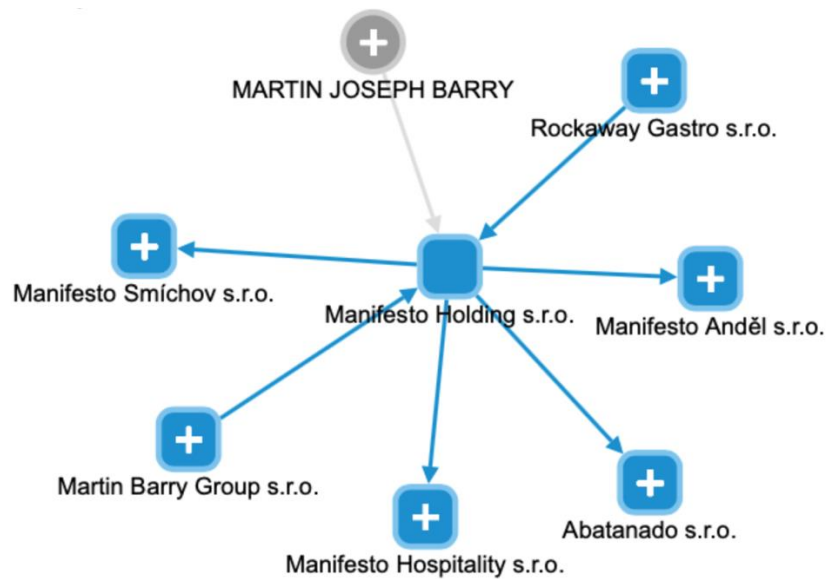 MARTIN JOSEPH BARRY
Rockaway Gastro s.r.o.
Manifesto Smíchov s.r.o.
Manifesto Holding s.r.o.
Manifesto Anděl s.r.o.
Martin Barry Group s.r.o.
Abatanado s.r.o.
Manifesto Hospitality s.r.o.